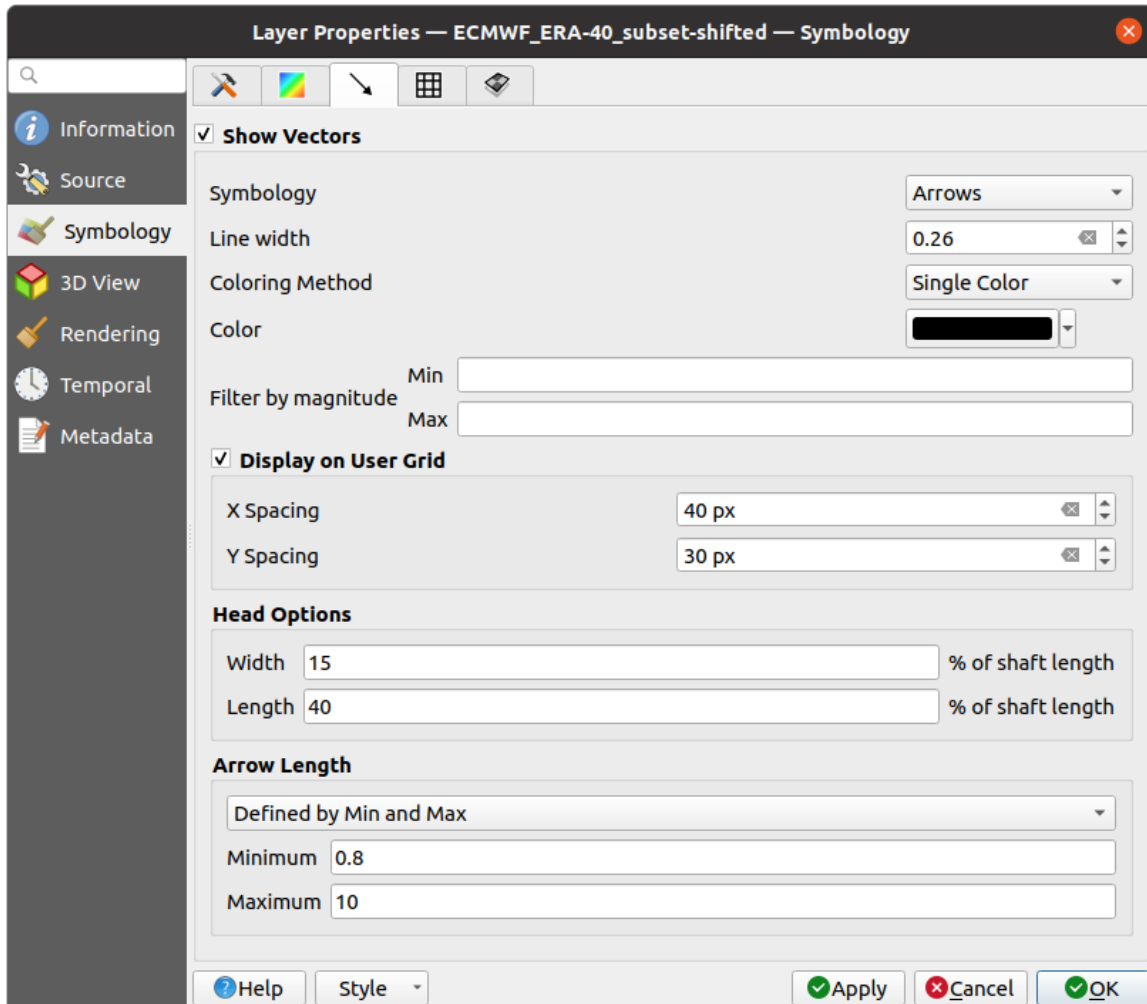 Layer Properties — ECMWF_ERA-40_subset-shifted — Symbology
Information
Source
Symbology
3D View
Rendering
Temporal
Metadata
Show Vectors
Symbology Arrows
Line width 0.26
Coloring Method Single Color
Color
Filter by magnitude
Min
Max
Display on User Grid
X Spacing 40 px
Y Spacing 30 px
Head Options
Width 15 % of shaft length
Length 40 % of shaft length
Arrow Length
Defined by Min and Max
Minimum 0.8
Maximum 10
Help Style Apply Cancel OK